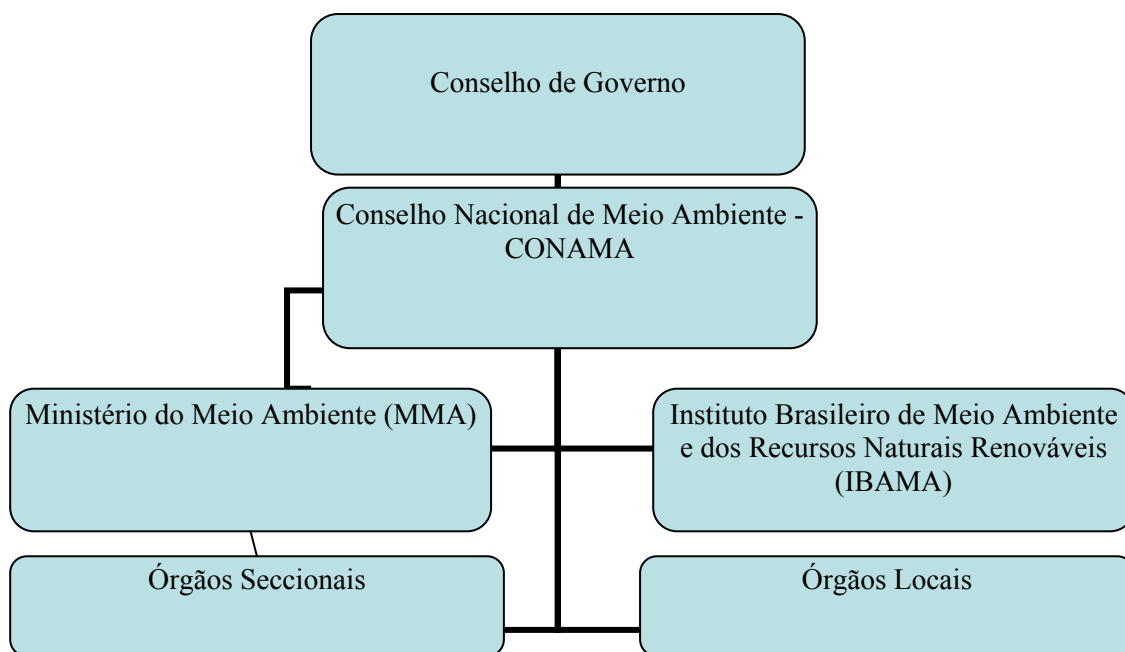 Conselho de Governo
Conselho Nacional de Meio Ambiente -
CONAMA
Ministério do Meio Ambiente (MMA)
Instituto Brasileiro de Meio Ambiente
e dos Recursos Naturais Renováveis
(IBAMA)
Órgãos Seccionais
Órgãos Locais